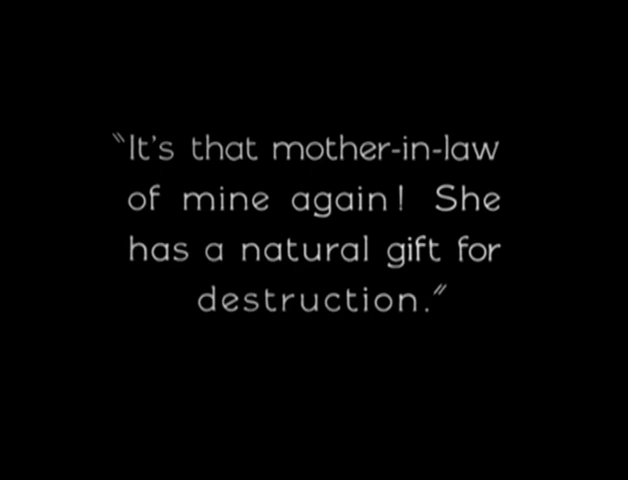 "It's that mother-in-law
of mine again! She
has a natural gift for
destruction."